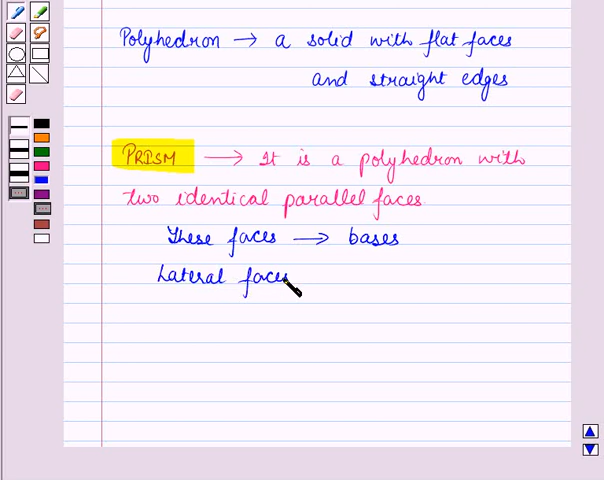 Polyhedron → a solid with flat faces
and straight edges
PRISM → It is a polyhedron with
two identical parallel faces
These faces → bases
Lateral faces